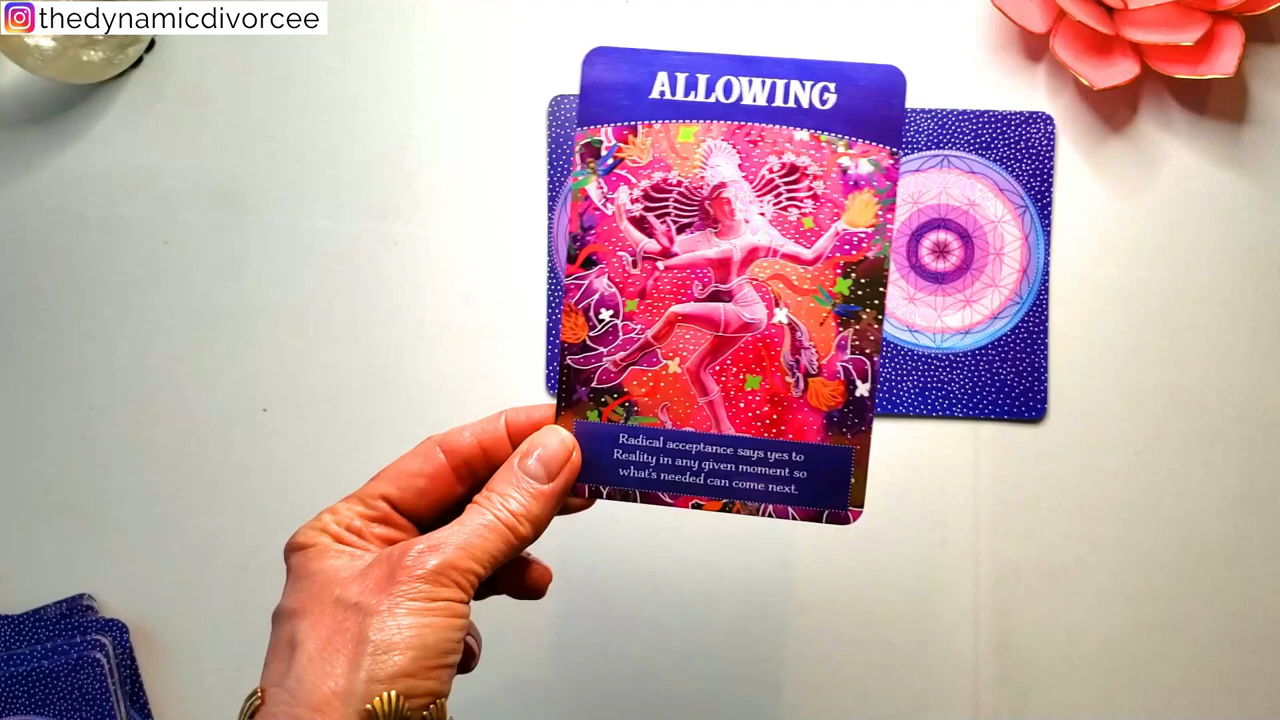 thedynamicdivorcee
ALLOWING
Radical acceptance says yes to
Reality in any given moment so
what's needed can come next.